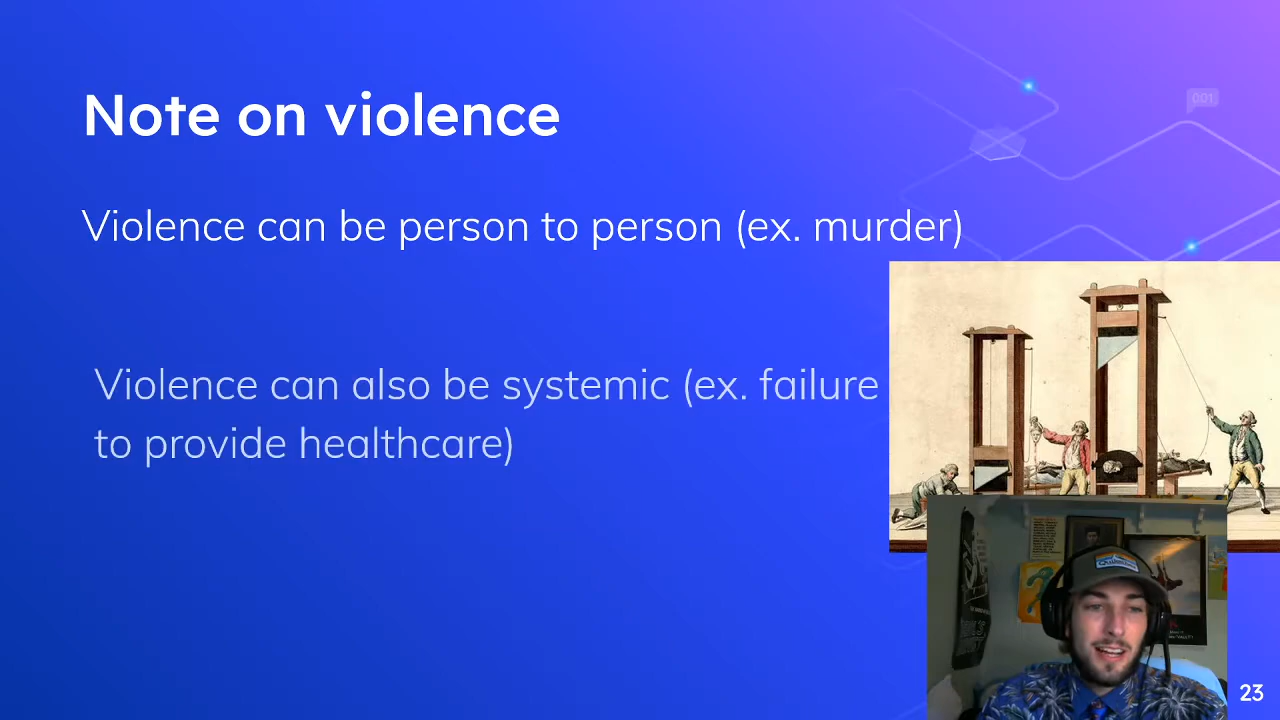 001
Note on violence
Violence can be person to person (ex. murder)
Violence can also be systemic (ex. failure
to provide healthcare)
23